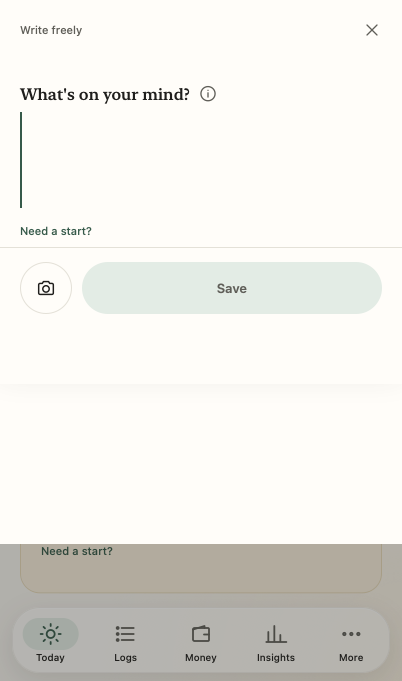 Write freely
What's on your mind?
Need a start?
Save
Need a start?
Today
Logs
Money
Insights
More